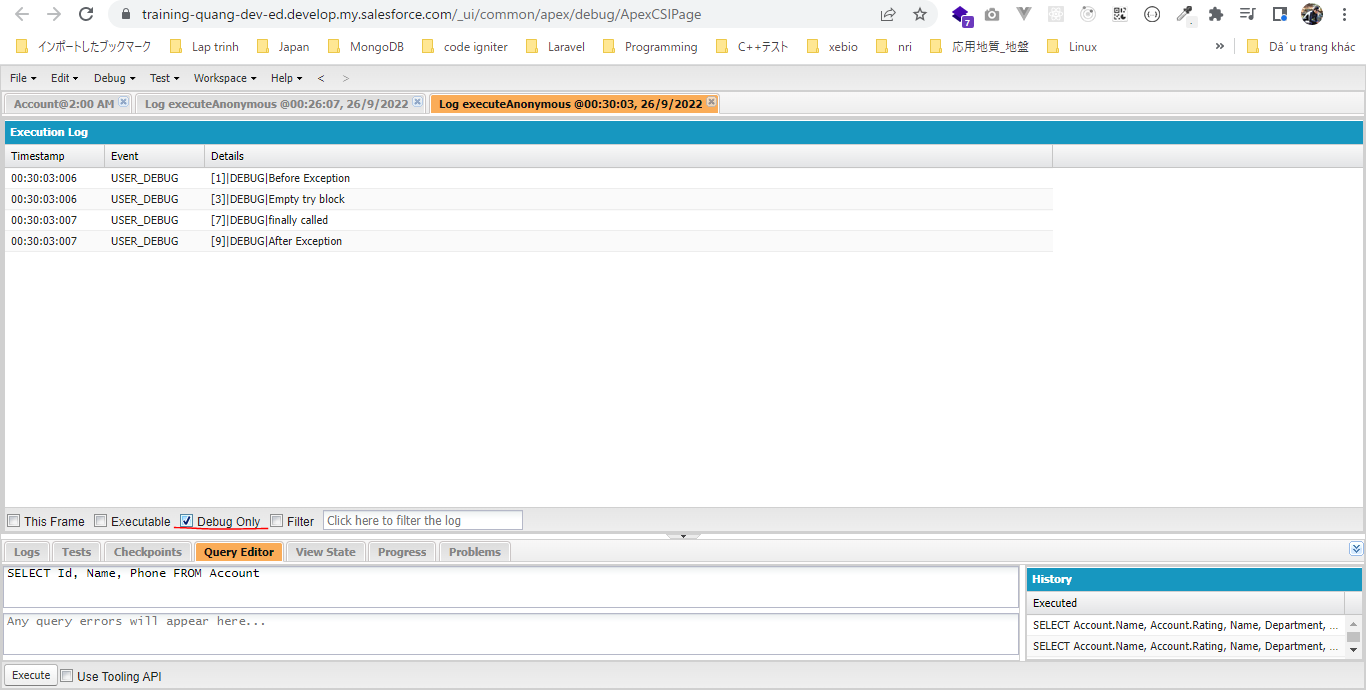 training-quang-dev-ed.develop.my.salesforce.com/_ui/common/apex/debug/ApexCSIPage
7
インポートしたブックマーク Lap trinh Japan MongoDB code igniter Laravel Programming C++テスト xebio nri 応用地質_地盤 Linux » Dấu trang khác
File Edit Debug Test Workspace Help < >
Account@2:00 AM Log executeAnonymous @00:26:07, 26/9/2022 Log executeAnonymous @00:30:03, 26/9/2022
Execution Log
Timestamp Event Details
00:30:03:006 USER_DEBUG [1]|DEBUG|Before Exception
00:30:03:006 USER_DEBUG [3]|DEBUG|Empty try block
00:30:03:007 USER_DEBUG [7]|DEBUG|finally called
00:30:03:007 USER_DEBUG [9]|DEBUG|After Exception
This Frame Executable Debug Only Filter Click here to filter the log
Logs Tests Checkpoints Query Editor View State Progress Problems
SELECT Id, Name, Phone FROM Account
Any query errors will appear here...
History
Executed
SELECT Account.Name, Account.Rating, Name, Department, ...
SELECT Account.Name, Account.Rating, Name, Department, ...
Execute Use Tooling API